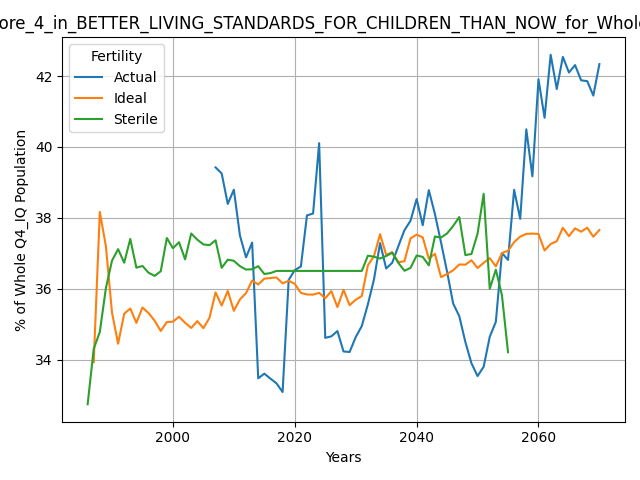 ore_4_in_BETTER_LIVING_STANDARDS_FOR_CHILDREN_THAN_NOW_for_Whole
Fertility
Actual
Ideal
Sterile
42
40
38
36
34
% of Whole Q4_IQ Population
2000
2020
2040
2060
Years